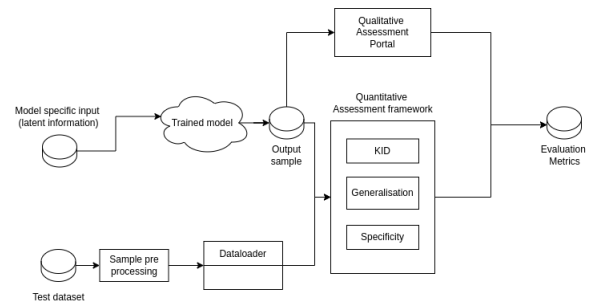 Qualitative
Assessment
Portal
Quantitative
Assessment framework
Model specific input
(latent information)
Trained model
Output
sample
KID
Generalisation
Specificity
Evaluation
Metrics
Sample pre
processing
Dataloader
Test dataset